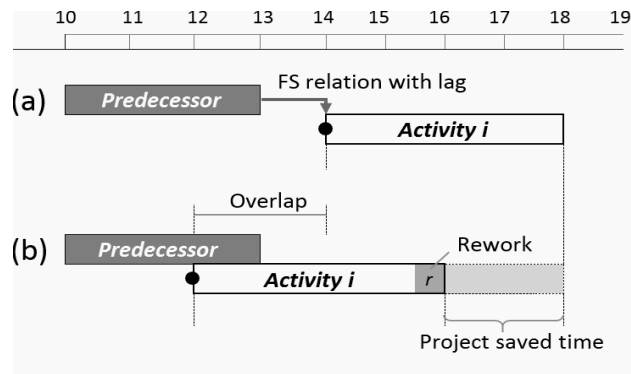 10 11 12 13 14 15 16 17 18 19
(a)
Predecessor
FS relation with lag
Activity i
Overlap
(b)
Predecessor
Rework
Activity i
r
Project saved time